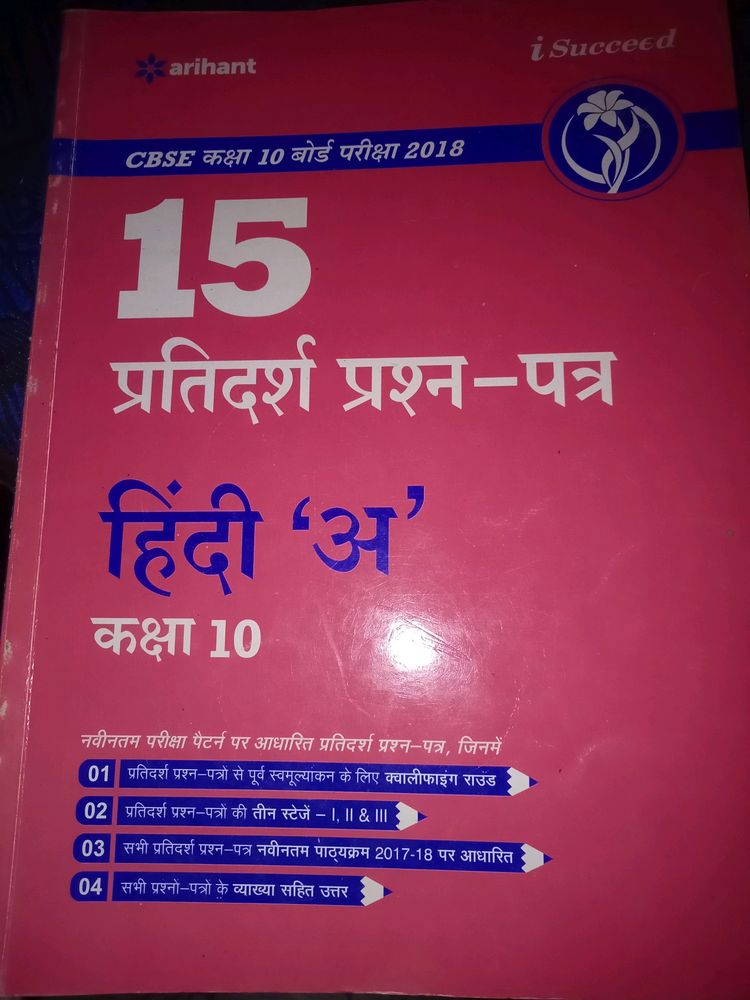 arihant
i Succeed
CBSE कक्षा 10 बोर्ड परीक्षा 2018
15
प्रतिदर्श प्रश्न-पत्र
हिंदी ‘अ’
कक्षा 10
नवीनतम परीक्षा पैटर्न पर आधारित प्रतिदर्श प्रश्न-पत्र, जिनमें
01 प्रतिदर्श प्रश्न-पत्रों से पूर्व स्वमूल्यांकन के लिए क्वालीफाइंग राउंड
02 प्रतिदर्श प्रश्न-पत्रों की तीन स्टेजें – I, II & III
03 सभी प्रतिदर्श प्रश्न-पत्र नवीनतम पाठ्यक्रम 2017-18 पर आधारित
04 सभी प्रश्नों-पत्रों के व्याख्या सहित उत्तर